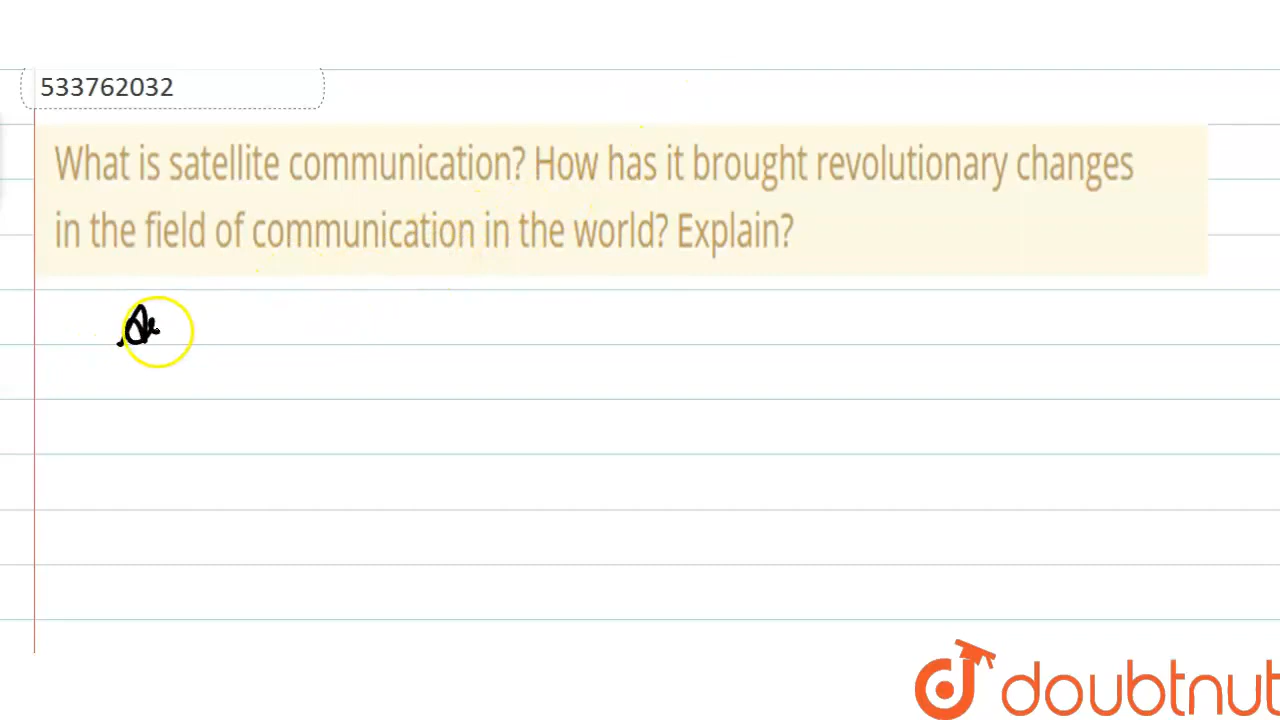 533762032
What is satellite communication? How has it brought revolutionary changes
in the field of communication in the world? Explain?
doubtnut